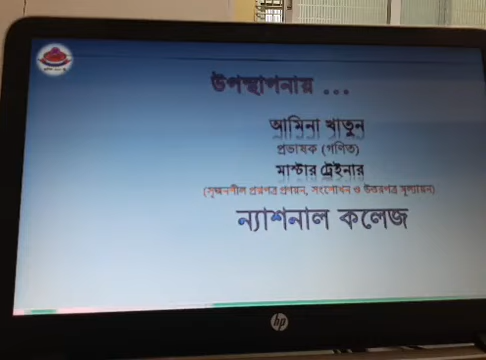 উপস্থাপনায় ...
আমিনা খাতুন
প্রভাষক (গণিত)
মাস্টার ট্রেইনার
(সৃজনশীল প্রশ্নপত্র প্রণয়ন, সংশোধন ও উত্তরপত্র মূল্যায়ন)
ন্যাশনাল কলেজ
hp